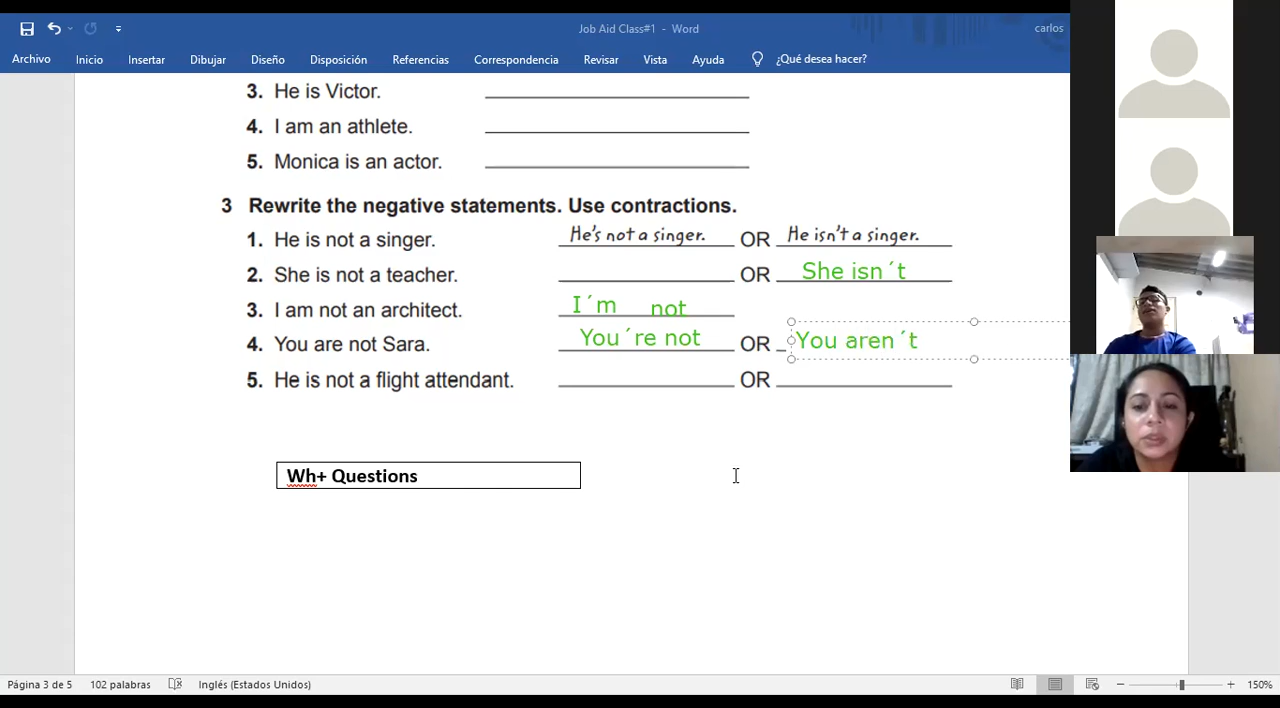 Job Aid Class#1 - Word
carlos
Archivo Inicio Insertar Dibujar Diseño Disposición Referencias Correspondencia Revisar Vista Ayuda ¿Qué desea hacer?
3. He is Victor.
4. I am an athlete.
5. Monica is an actor.
3 Rewrite the negative statements. Use contractions.
1. He is not a singer. He's not a singer. OR He isn't a singer.
2. She is not a teacher. OR She isn´t
3. I am not an architect. I´m not
4. You are not Sara. You´re not OR You aren´t
5. He is not a flight attendant. OR
Wh+ Questions
Página 3 de 5 102 palabras Inglés (Estados Unidos) 150%